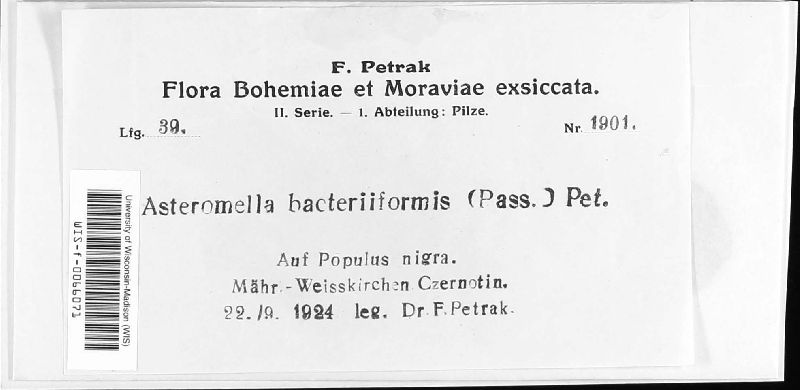 F. Petrak
Flora Bohemiae et Moraviae exsiccata.
II. Serie. — 1. Abteilung: Pilze.
Lfg. 39.
Nr 1901.
Asteromella bacteriiformis (Pass.) Pet.
Auf Populus nigra.
Mähr.-Weisskirchen Czernotin.
22./9. 1924 leg. Dr. F. Petrak.
University of Wisconsin-Madison (WIS)
WIS-f-0066071